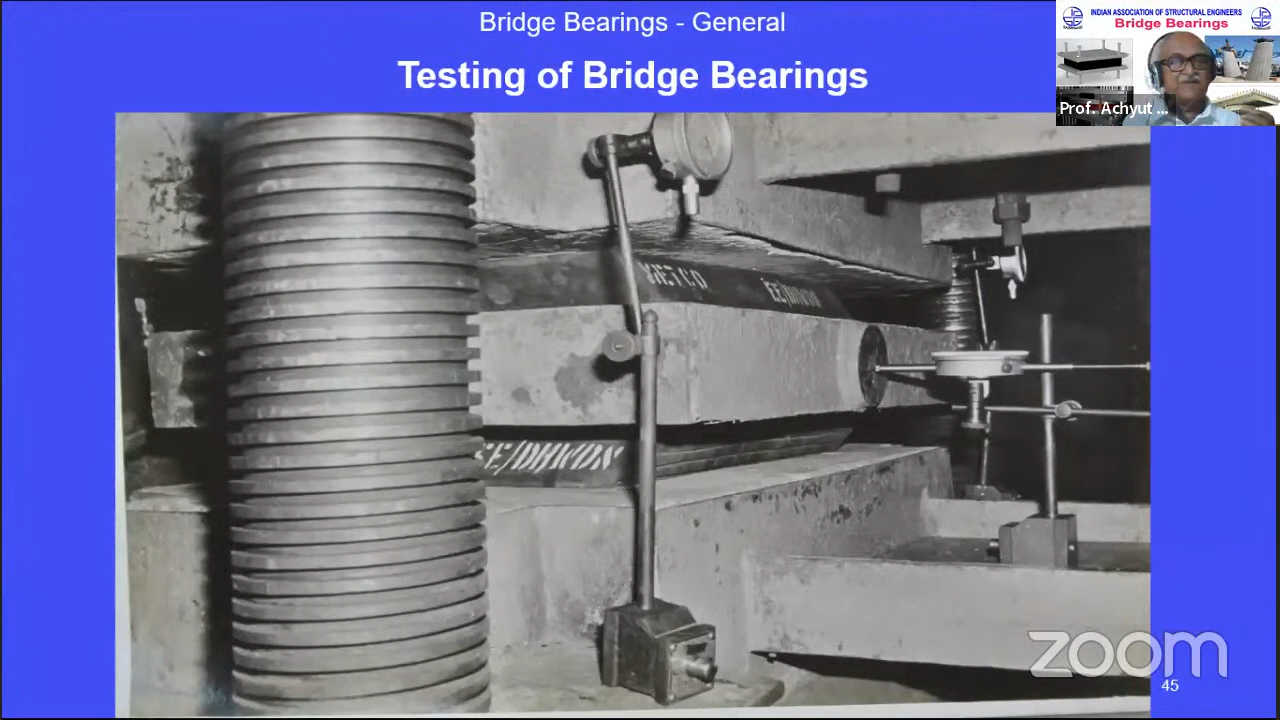 Bridge Bearings - General
Testing of Bridge Bearings
INDIAN ASSOCIATION OF STRUCTURAL ENGINEERS
Bridge Bearings
Prof. Achyut ...
zoom
45